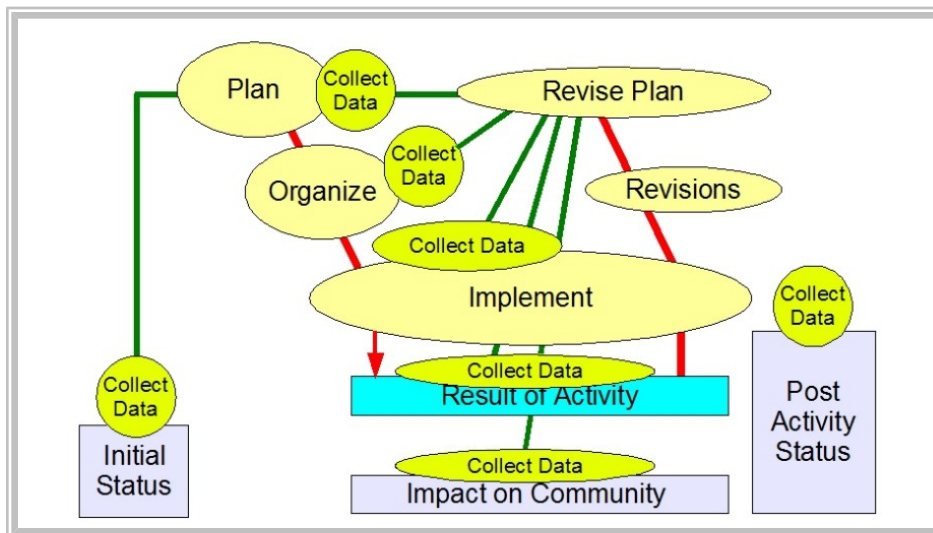 Plan
Collect
Data
Revise Plan
Collect
Data
Organize
Revisions
Collect Data
Implement
Collect
Data
Collect Data
Result of Activity
Collect
Data
Post
Activity
Status
Initial
Status
Collect Data
Impact on Community